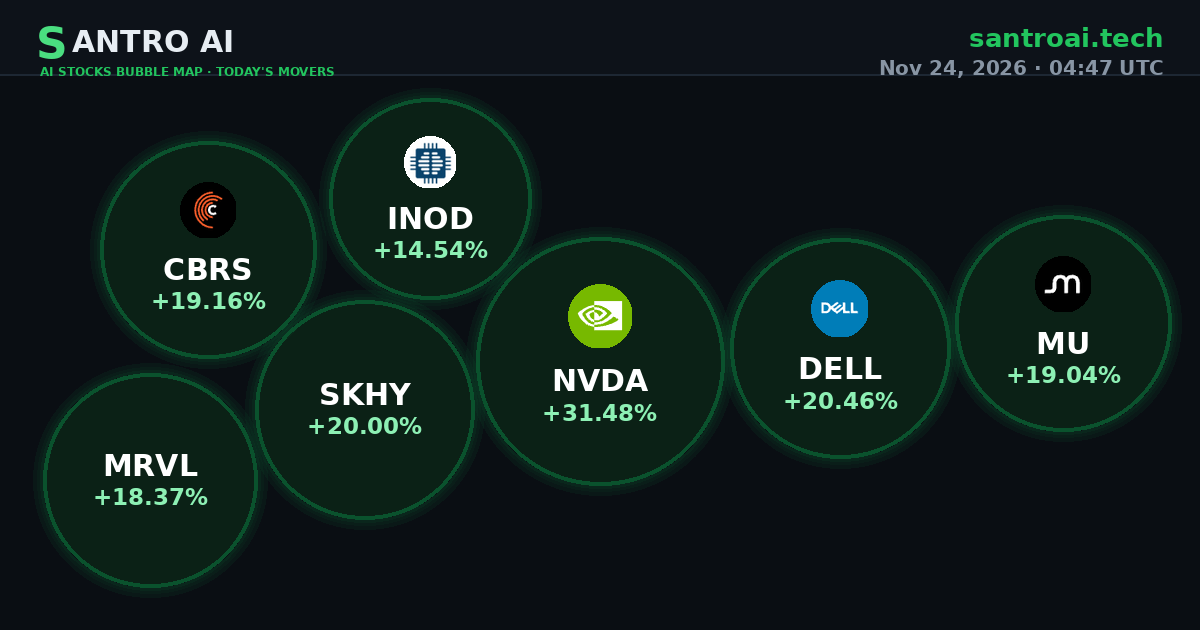 SANTRO AI
AI STOCKS BUBBLE MAP · TODAY'S MOVERS
santroai.tech
Nov 24, 2026 · 04:47 UTC
CBRS
+19.16%
INOD
+14.54%
MRVL
+18.37%
SKHY
+20.00%
NVDA
+31.48%
DELL
DELL
+20.46%
MU
+19.04%